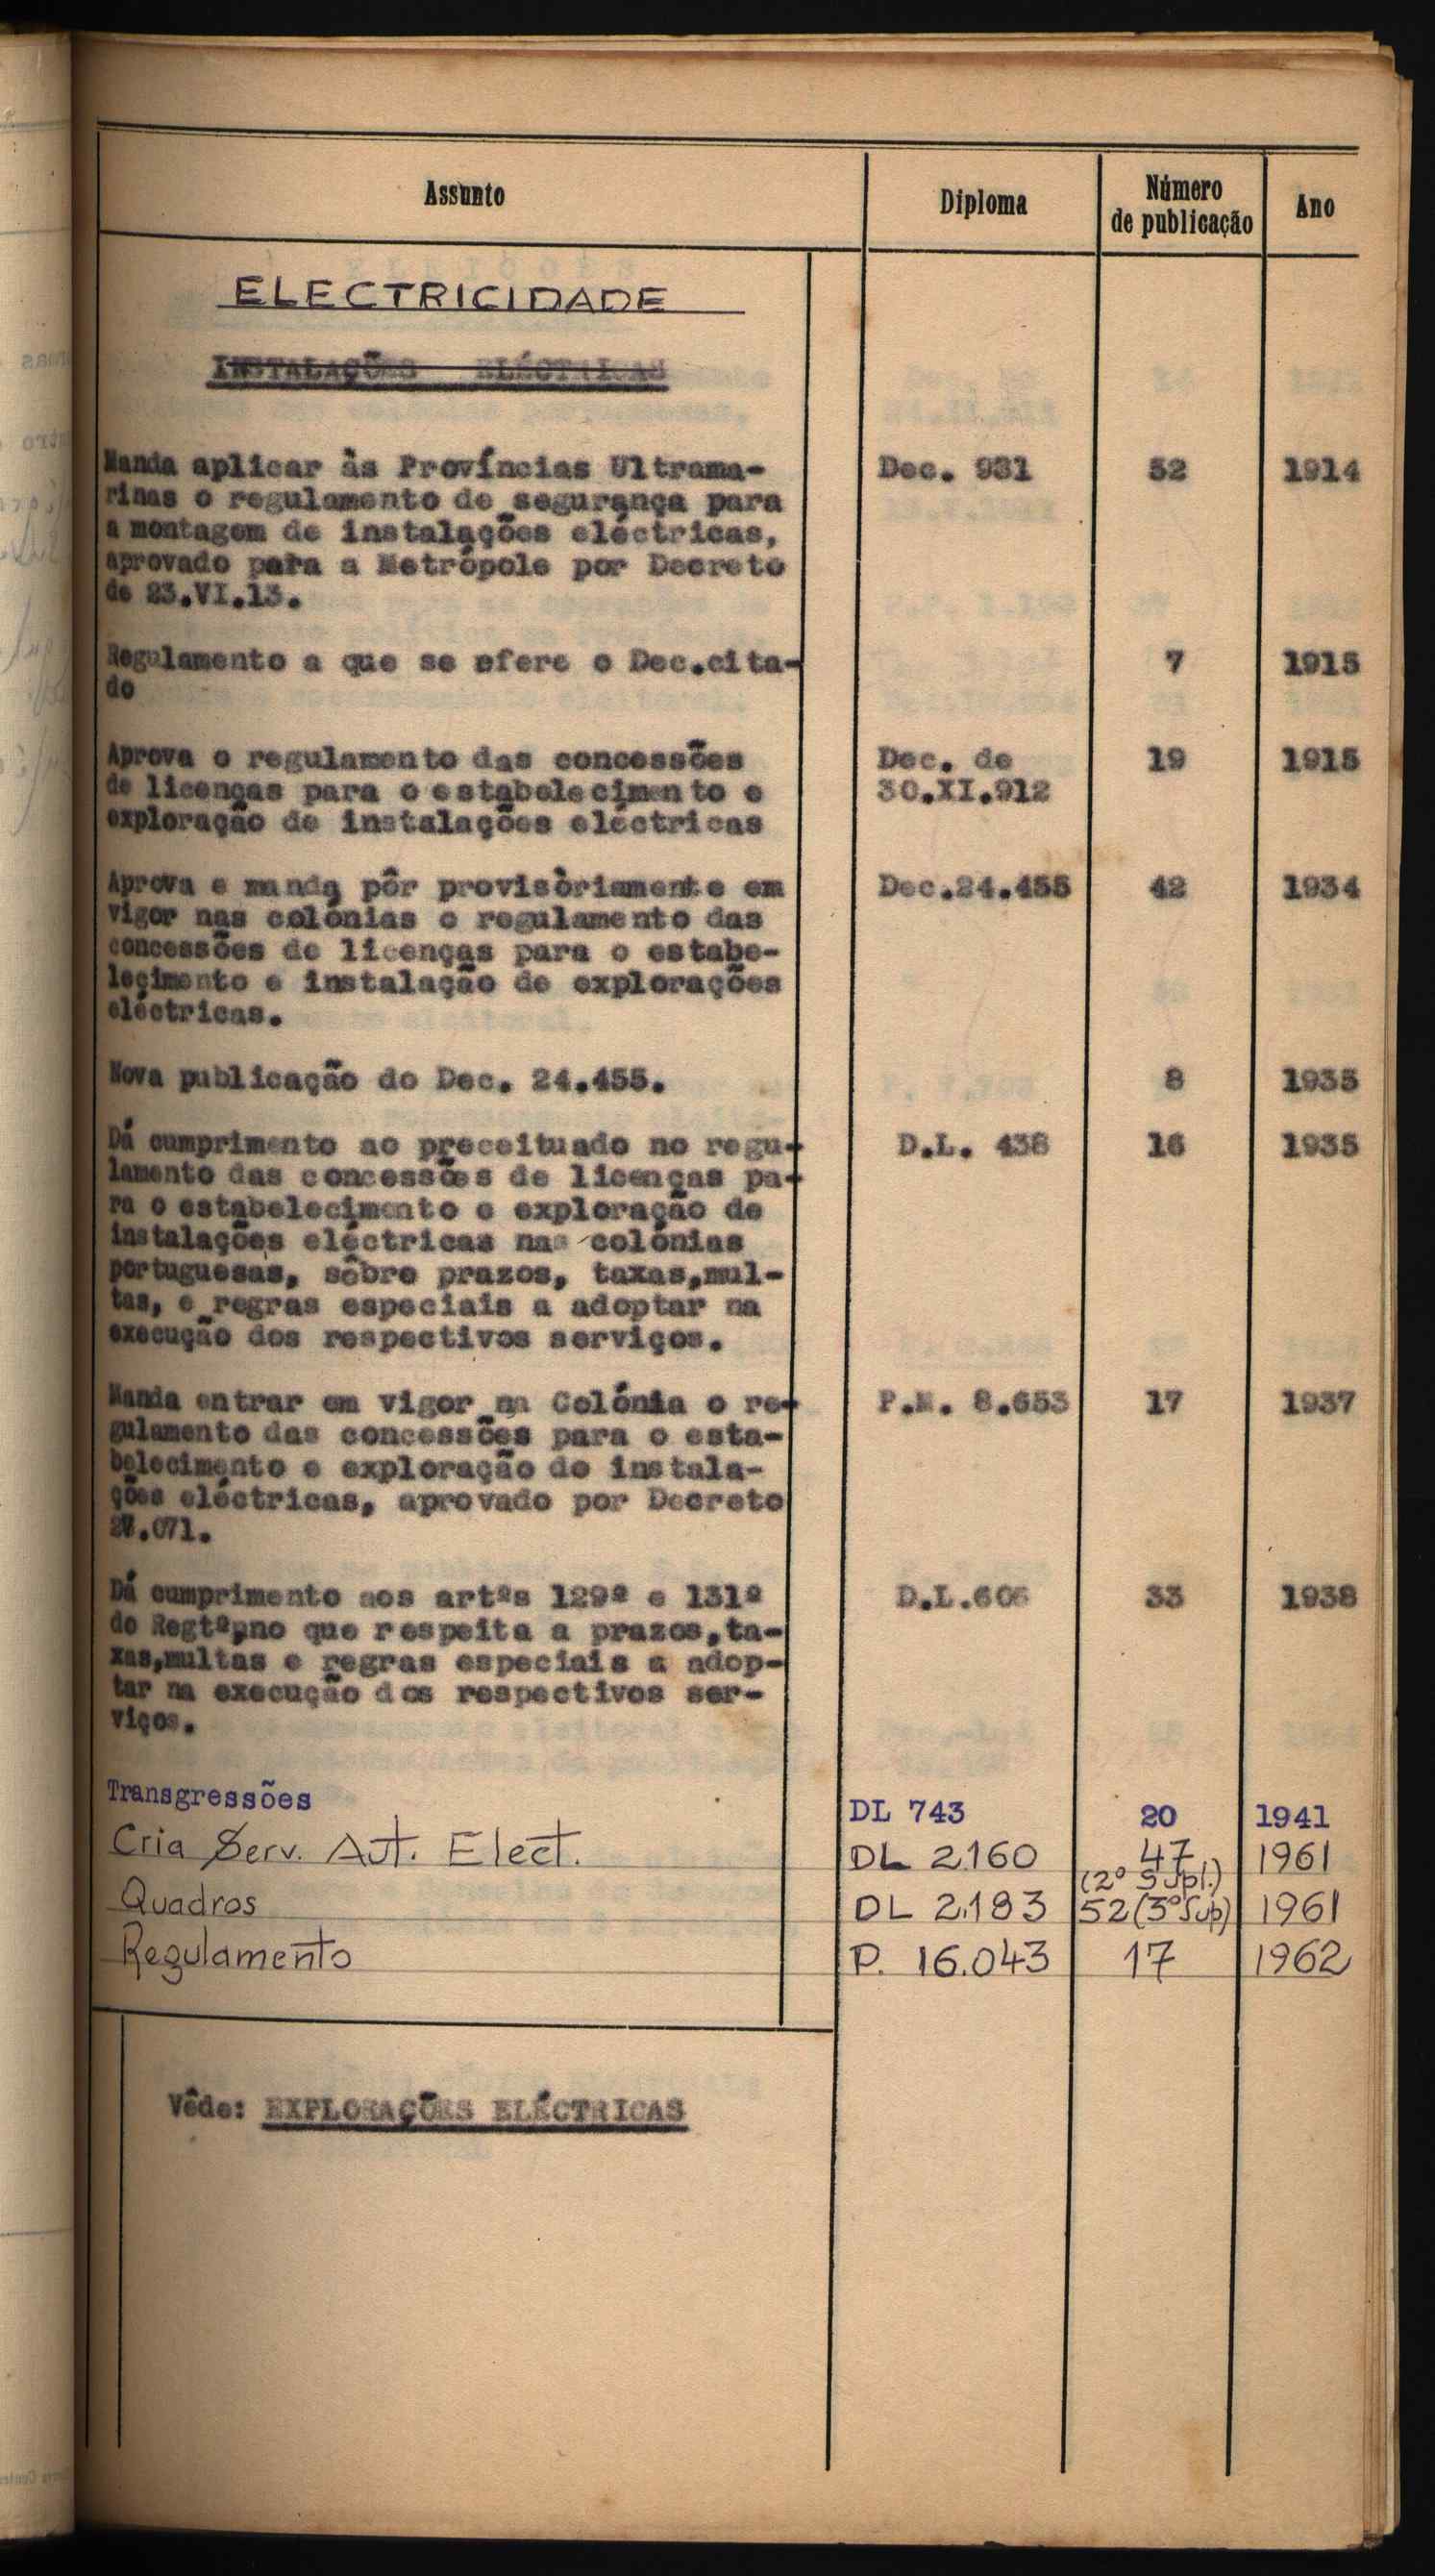 Assunto Diploma Número de publicação Ano
ELECTRICIDADE
INSTALAÇÕES ELÉCTRICAS
Manda aplicar às Províncias Ultrama- Dec. 931 52 1914
rinas o regulamento de segurança para
a montagem de instalações eléctricas,
aprovado para a Metrópole por Decreto
de 23.VI.13.
Regulamento a que se efere o Dec.cita- 7 1915
do
Aprova o regulamento das concessões Dec. de 19 1915
de licenças para o estabelecimento e 30.XI.912
exploração de instalações eléctricas
Aprova e manda pôr provisòriamente em Dec.24.455 42 1934
vigor nas colónias o regulamento das
concessões de licenças para o estabe-
leçimento e instalação de explorações
eléctricas.
Nova publicação do Dec. 24.455. 8 1935
Dá cumprimento ao preceituado no regu- D.L. 438 16 1935
lamento das concessões de licenças pa-
ra o estabelecimento e exploração de
instalações eléctricas nas colónias
portuguesas, sôbre prazos, taxas,mul-
tas, e regras especiais a adoptar na
execução dos respectivos serviços.
Manda entrar em vigor na Colónia o re- P.M. 8.653 17 1937
gulamento das concessões para o esta-
belecimento e exploração de instala-
ções eléctricas, aprovado por Decreto
.071.
Dá cumprimento aos artºs 129º e 131º D.L.606 33 1938
do Regtº,no que respeita a prazos,ta-
xas,multas e regras especiais a adop-
tar na execução dos respectivos ser-
viços.
Transgressões DL 743 20 1941
Cria Serv. Aut. Elect. DL 2.160 47 1961
(2º Supl.)
Quadros DL 2.183 52 (3º Sup) 1961
Regulamento P. 16.043 17 1962
Vêde: EXPLORAÇÕES ELÉCTRICAS